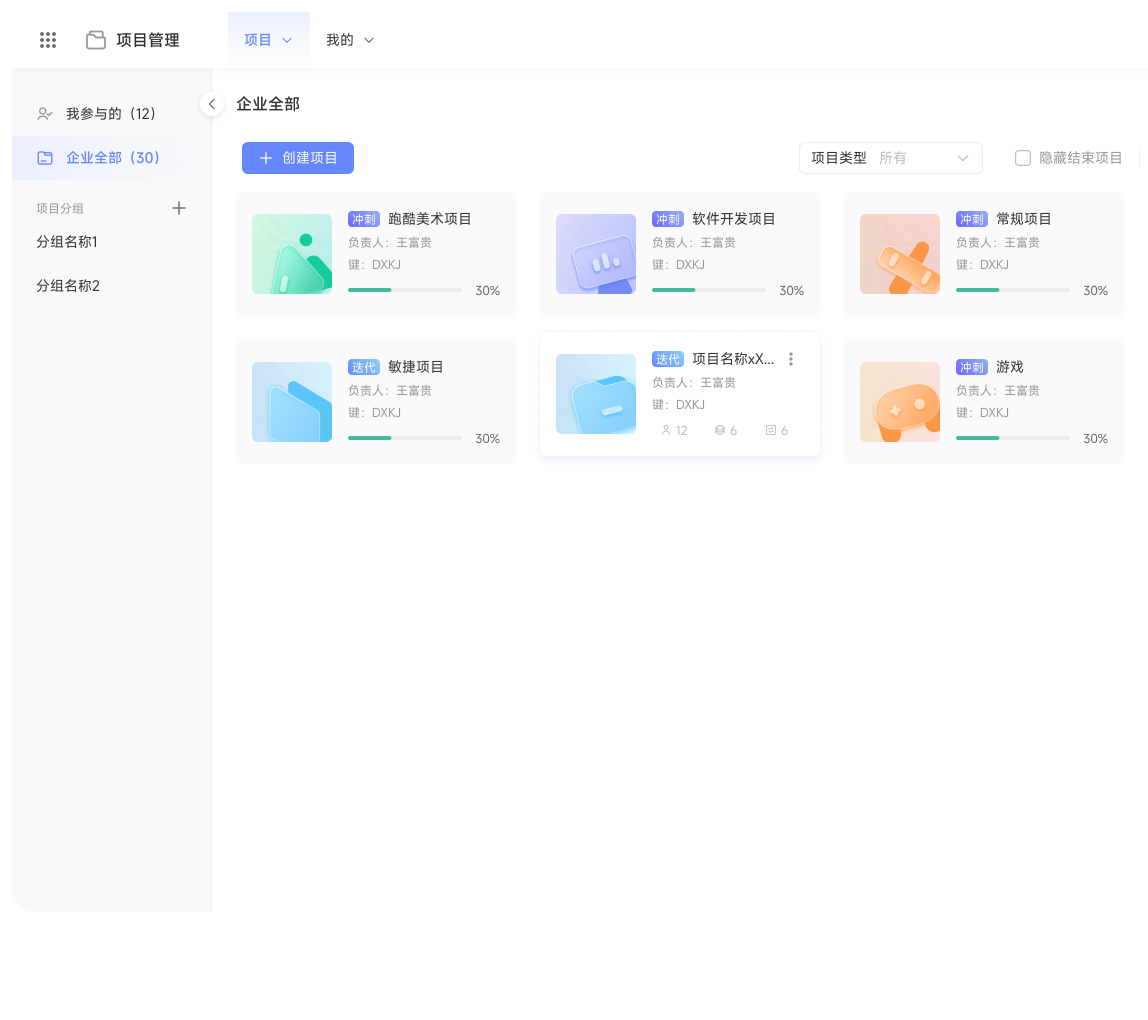 项目管理
项目
我的
我参与的（12）
企业全部（30）
项目分组
分组名称1
分组名称2
企业全部
创建项目
项目类型 所有
隐藏结束项目
冲刺 跑酷美术项目
负责人：王富贵
键：DXKJ
30%
冲刺 软件开发项目
负责人：王富贵
键：DXKJ
30%
冲刺 常规项目
负责人：王富贵
键：DXKJ
30%
迭代 敏捷项目
负责人：王富贵
键：DXKJ
30%
迭代 项目名称xX...
负责人：王富贵
键：DXKJ
12 6 6
冲刺 游戏
负责人：王富贵
键：DXKJ
30%